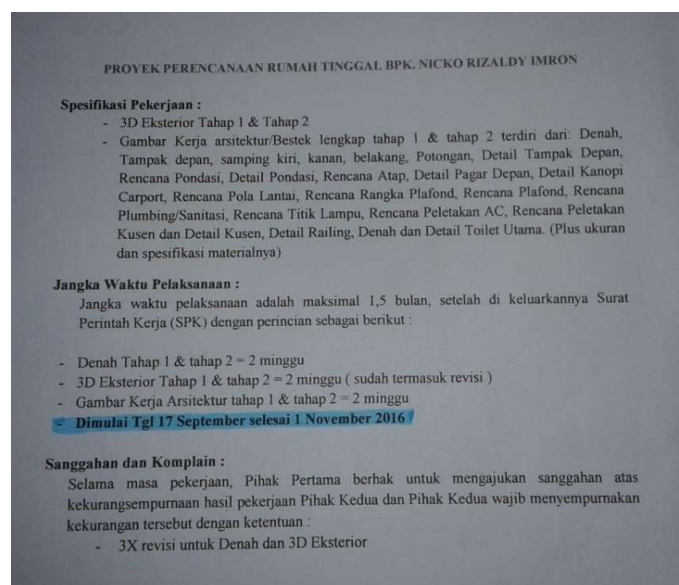 PROYEK PERENCANAAN RUMAH TINGGAL BPK. NICKO RIZALDY IMRON
Spesifikasi Pekerjaan :
- 3D Eksterior Tahap 1 & Tahap 2
- Gambar Kerja arsitektur/Bestek lengkap tahap 1 & tahap 2 terdiri dari: Denah,
Tampak depan, samping kiri, kanan, belakang, Potongan, Detail Tampak Depan,
Rencana Pondasi, Detail Pondasi, Rencana Atap, Detail Pagar Depan, Detail Kanopi
Carport, Rencana Pola Lantai, Rencana Rangka Plafond, Rencana Plafond, Rencana
Plumbing/Sanitasi, Rencana Titik Lampu, Rencana Peletakan AC, Rencana Peletakan
Kusen dan Detail Kusen, Detail Railing, Denah dan Detail Toilet Utama. (Plus ukuran
dan spesifikasi materialnya)
Jangka Waktu Pelaksanaan :
Jangka waktu pelaksanaan adalah maksimal 1,5 bulan, setelah di keluarkannya Surat
Perintah Kerja (SPK) dengan perincian sebagai berikut :
- Denah Tahap 1 & tahap 2 = 2 minggu
- 3D Eksterior Tahap 1 & tahap 2 = 2 minggu ( sudah termasuk revisi )
- Gambar Kerja Arsitektur tahap 1 & tahap 2 = 2 minggu
- Dimulai Tgl 17 September selesai 1 November 2016
Sanggahan dan Komplain :
Selama masa pekerjaan, Pihak Pertama berhak untuk mengajukan sanggahan atas
kekurangsempurnaan hasil pekerjaan Pihak Kedua dan Pihak Kedua wajib menyempurnakan
kekurangan tersebut dengan ketentuan :
- 3X revisi untuk Denah dan 3D Eksterior